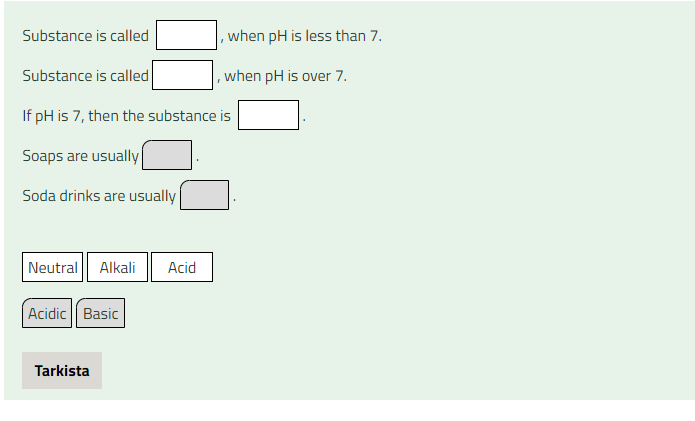 Substance is called , when pH is less than 7.
Substance is called , when pH is over 7.
If pH is 7, then the substance is .
Soaps are usually .
Soda drinks are usually .
Neutral Alkali Acid
Acidic Basic
Tarkista